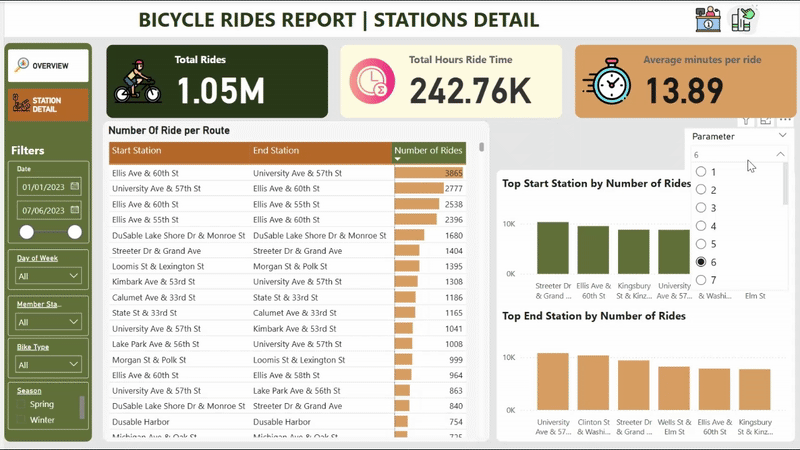 BICYCLE RIDES REPORT | STATIONS DETAIL
OVERVIEW
STATION
DETAIL
Filters
Date
01/01/2023
07/06/2023
Day of Week
All
Member Sta..
All
Bike Type
All
Season
Spring
Winter
Total Rides
1.05M
Total Hours Ride Time
242.76K
Average minutes per ride
13.89
Number Of Ride per Route
Start Station End Station Number of Rides
Ellis Ave & 60th St University Ave & 57th St 3865
University Ave & 57th St Ellis Ave & 60th St 2777
Ellis Ave & 60th St Ellis Ave & 55th St 2538
Ellis Ave & 55th St Ellis Ave & 60th St 2396
DuSable Lake Shore Dr & Monroe St DuSable Lake Shore Dr & Monroe St 1680
Streeter Dr & Grand Ave Streeter Dr & Grand Ave 1404
Loomis St & Lexington St Morgan St & Polk St 1395
Kimbark Ave & 53rd St University Ave & 57th St 1308
Calumet Ave & 33rd St State St & 33rd St 1186
State St & 33rd St Calumet Ave & 33rd St 1165
University Ave & 57th St Kimbark Ave & 53rd St 1041
Lake Park Ave & 56th St University Ave & 57th St 1008
Morgan St & Polk St Loomis St & Lexington St 999
Ellis Ave & 60th St Ellis Ave & 58th St 964
University Ave & 57th St Lake Park Ave & 56th St 863
DuSable Lake Shore Dr & Monroe St Streeter Dr & Grand Ave 840
Dusable Harbor Dusable Harbor 754
Michigan Ave & Oak St Michigan Ave & Oak St 725
Parameter
6
1
2
3
4
5
6
7
Top Start Station by Number of Rides
10K
0K
Streeter Dr & Grand ...
Ellis Ave & 60th St
Kingsbury St & Kinz...
University Ave & 57...
& Washi...
Elm St
Top End Station by Number of Rides
10K
0K
University Ave & 57...
Clinton St & Washi...
Streeter Dr & Grand ...
Wells St & Elm St
Ellis Ave & 60th St
Kingsbury St & Kinz...